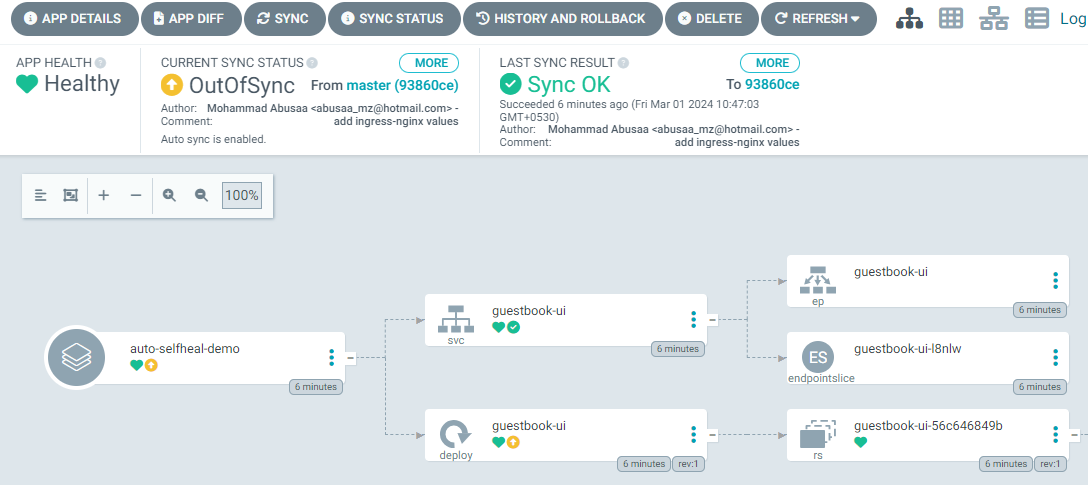 APP DETAILS
APP DIFF
SYNC
SYNC STATUS
HISTORY AND ROLLBACK
DELETE
REFRESH
Log
APP HEALTH
Healthy
CURRENT SYNC STATUS
MORE
OutOfSync
From master (93860ce)
Author: Mohammad Abusaa <abusaa_mz@hotmail.com> -
Comment: add ingress-nginx values
Auto sync is enabled.
LAST SYNC RESULT
MORE
Sync OK
To 93860ce
Succeeded 6 minutes ago (Fri Mar 01 2024 10:47:03
GMT+0530)
Author: Mohammad Abusaa <abusaa_mz@hotmail.com> -
Comment: add ingress-nginx values
100%
auto-selfheal-demo
6 minutes
guestbook-ui
svc
6 minutes
guestbook-ui
deploy
6 minutes
rev:1
guestbook-ui
ep
6 minutes
ES
guestbook-ui-l8nlw
endpointslice
6 minutes
guestbook-ui-56c646849b
rs
6 minutes
rev:1